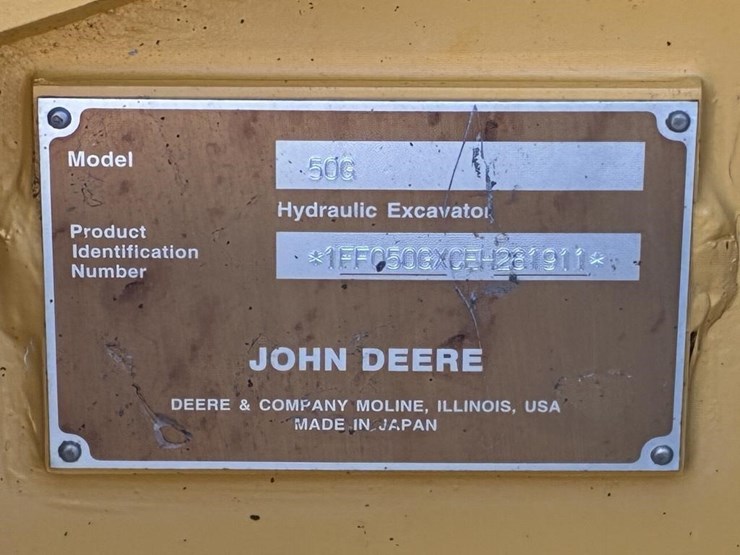 Model
50G
Hydraulic Excavator
Product
Identification
Number
*1FF050GXCEH281911*
JOHN DEERE
DEERE & COMPANY MOLINE, ILLINOIS, USA
MADE IN JAPAN